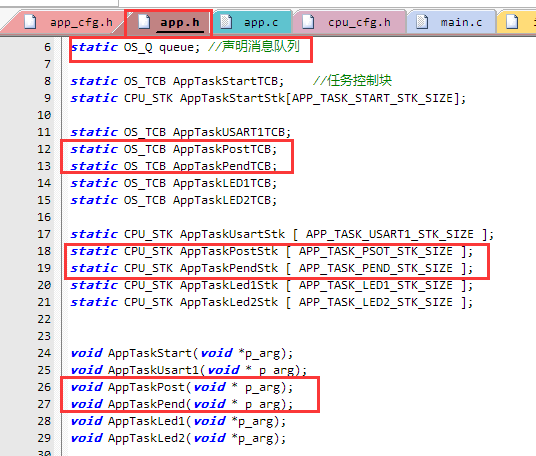 app_cfg.h app.h app.c cpu_cfg.h main.c
6 static OS_Q queue; //声明消息队列
7
8 static OS_TCB AppTaskStartTCB; //任务控制块
9 static CPU_STK AppTaskStartStk[APP_TASK_START_STK_SIZE];
10
11 static OS_TCB AppTaskUSART1TCB;
12 static OS_TCB AppTaskPostTCB;
13 static OS_TCB AppTaskPendTCB;
14 static OS_TCB AppTaskLED1TCB;
15 static OS_TCB AppTaskLED2TCB;
16
17 static CPU_STK AppTaskUsartStk [ APP_TASK_USART1_STK_SIZE ];
18 static CPU_STK AppTaskPostStk [ APP_TASK_PSOT_STK_SIZE ];
19 static CPU_STK AppTaskPendStk [ APP_TASK_PEND_STK_SIZE ];
20 static CPU_STK AppTaskLed1Stk [ APP_TASK_LED1_STK_SIZE ];
21 static CPU_STK AppTaskLed2Stk [ APP_TASK_LED2_STK_SIZE ];
22
23
24 void AppTaskStart(void *p_arg);
25 void AppTaskUsart1(void * p_arg);
26 void AppTaskPost(void * p_arg);
27 void AppTaskPend(void * p_arg);
28 void AppTaskLed1(void *p_arg);
29 void AppTaskLed2(void *p_arg);
30